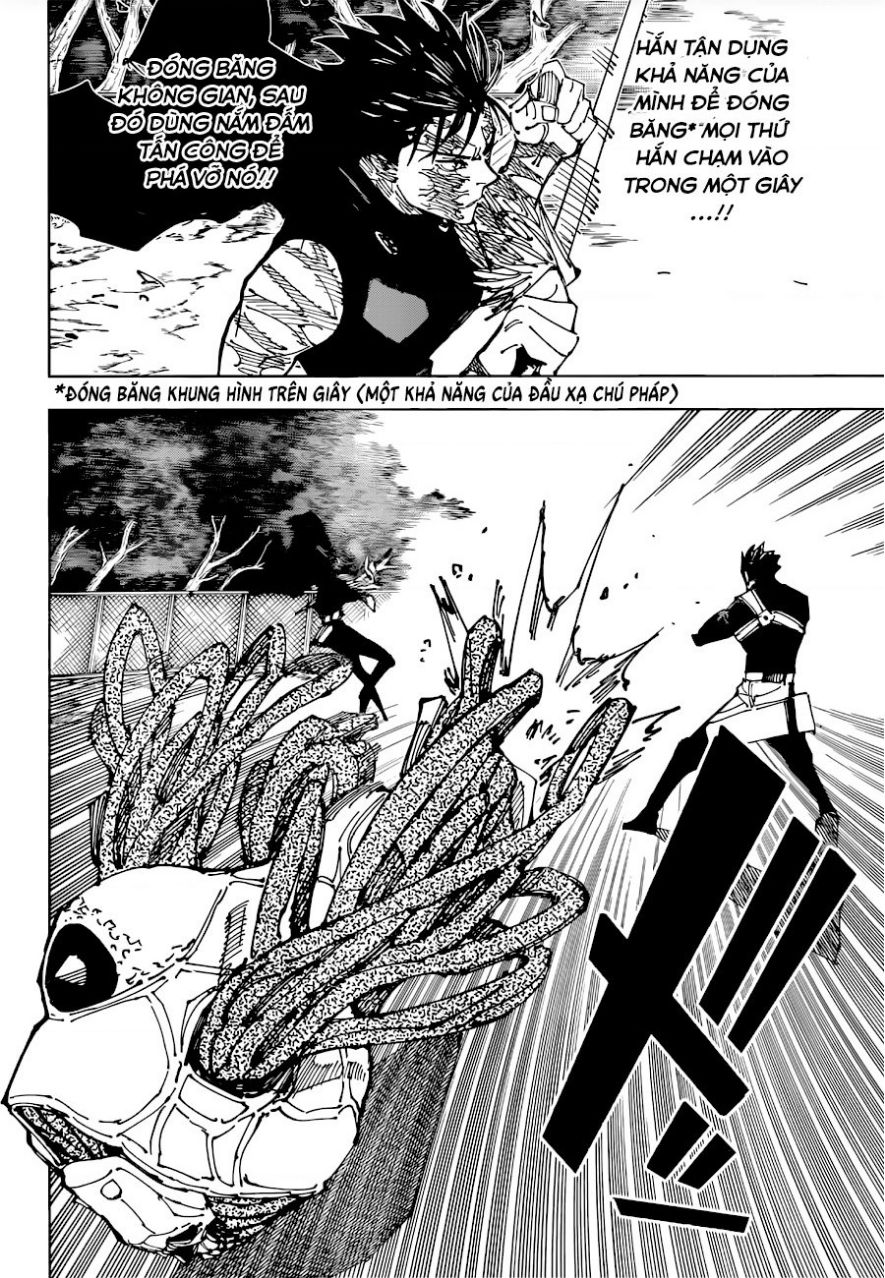 HẮN TẬN DỤNG
KHẢ NĂNG CỦA
MÌNH ĐỂ ĐÓNG
BĂNG* MỌI THỨ
HẮN CHẠM VÀO
TRONG MỘT GIÂY
...!!
ĐÓNG BĂNG
KHÔNG GIAN, SAU
ĐÓ DÙNG NẮM ĐẤM
TẤN CÔNG ĐỂ
PHÁ VỠ NÓ!!
*ĐÓNG BĂNG KHUNG HÌNH TRÊN GIÂY (MỘT KHẢ NĂNG CỦA ĐẦU XẠ CHÚ PHÁP)